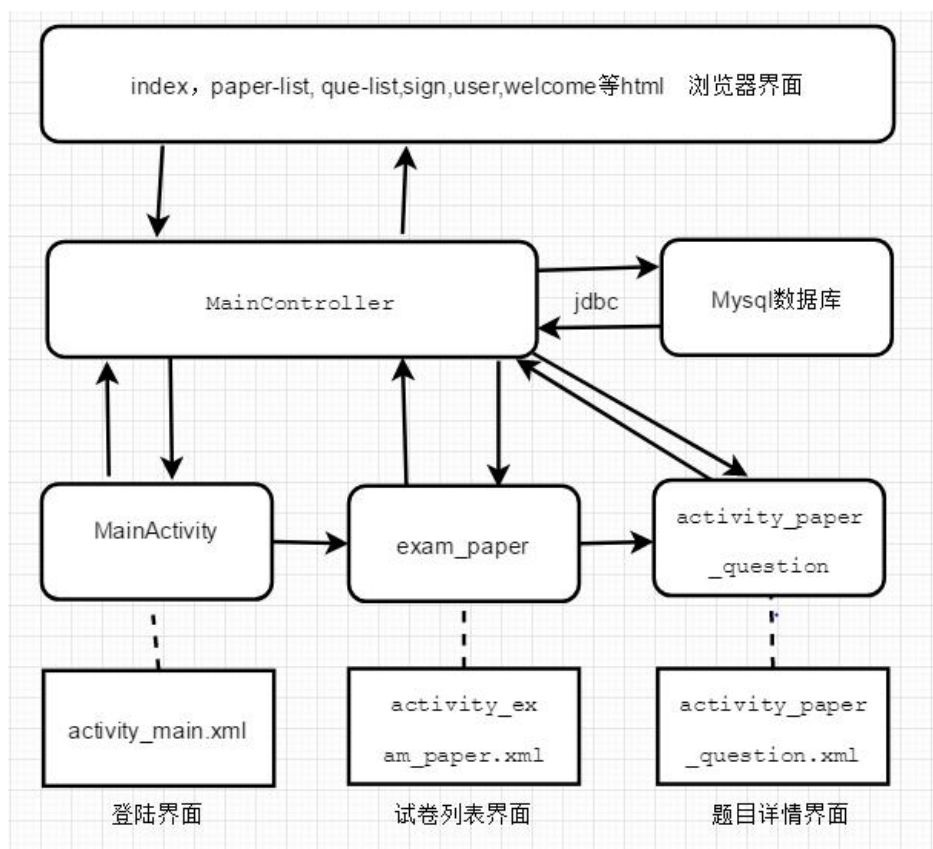 index，paper-list, que-list,sign,user,welcome等html 浏览器界面
MainController
jdbc
Mysql数据库
MainActivity
exam_paper
activity_paper
_question
activity_main.xml
activity_ex
am_paper.xml
activity_paper
_question.xml
登陆界面
试卷列表界面
题目详情界面